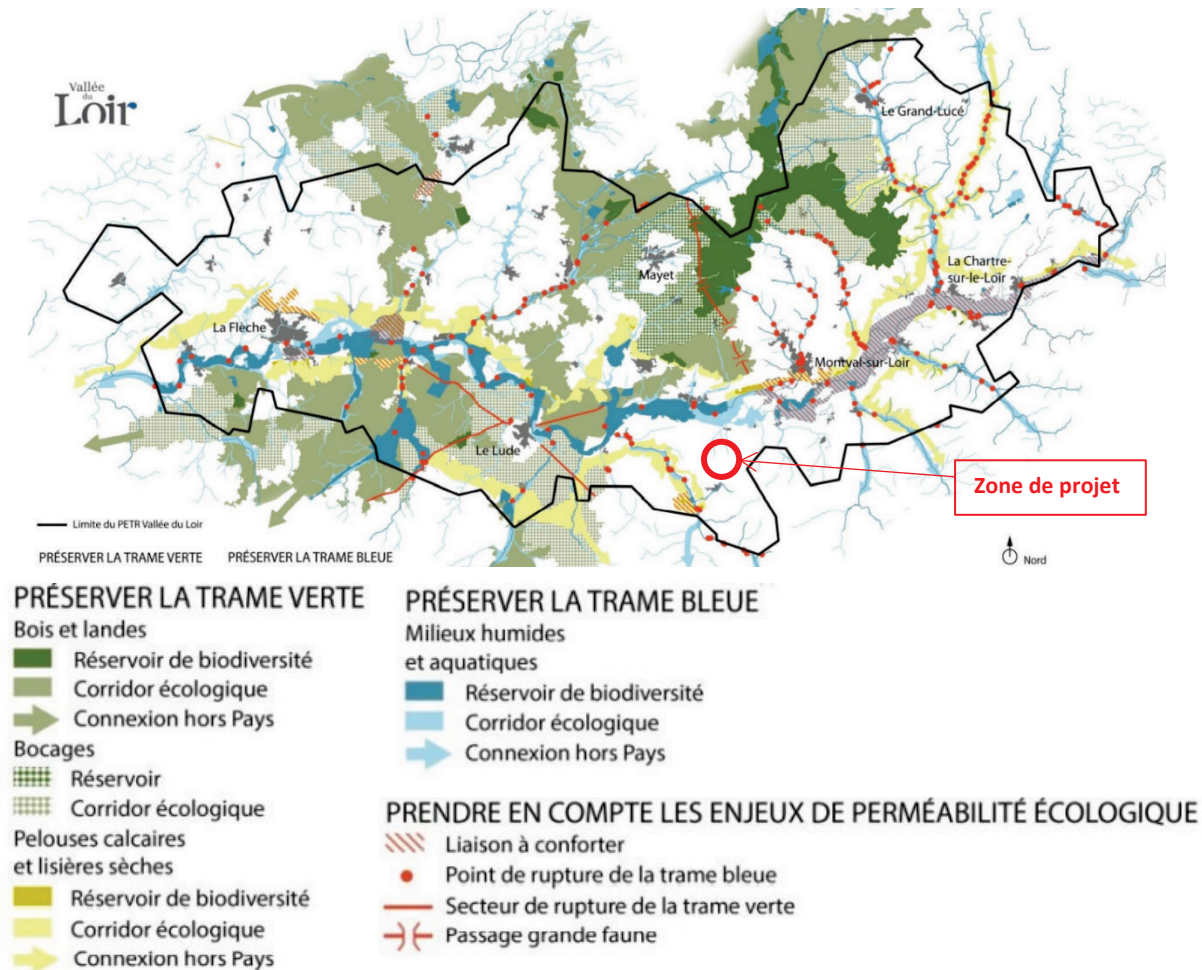 Vallée
du
Loir
Le Grand-Lucé
Mayet
La Chartre-
sur-le-Loir
La Flèche
Montval-sur-Loir
Le Lude
Zone de projet
Limite du PETR Vallée du Loir
Nord
PRÉSERVER LA TRAME VERTE PRÉSERVER LA TRAME BLEUE
PRÉSERVER LA TRAME VERTE
Bois et landes
Réservoir de biodiversité
Corridor écologique
Connexion hors Pays
Bocages
Réservoir
Corridor écologique
Pelouses calcaires
et lisières sèches
Réservoir de biodiversité
Corridor écologique
Connexion hors Pays
PRÉSERVER LA TRAME BLEUE
Milieux humides
et aquatiques
Réservoir de biodiversité
Corridor écologique
Connexion hors Pays
PRENDRE EN COMPTE LES ENJEUX DE PERMÉABILITÉ ÉCOLOGIQUE
Liaison à conforter
Point de rupture de la trame bleue
Secteur de rupture de la trame verte
Passage grande faune